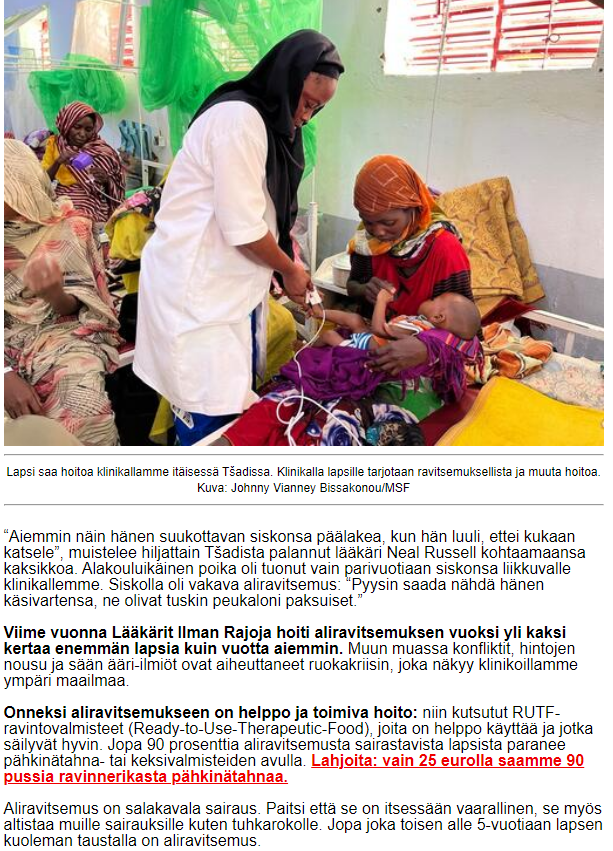 Lapsi saa hoitoa klinikallamme itäisessä Tšadissa. Klinikalla lapsille tarjotaan ravitsemuksellista ja muuta hoitoa.
Kuva: Johnny Vianney Bissakonou/MSF
“Aiemmin näin hänen suukottavan siskonsa päälakea, kun hän luuli, ettei kukaan
katsele”, muistelee hiljattain Tšadista palannut lääkäri Neal Russell kohtaamaansa
kaksikkoa. Alakouluikäinen poika oli tuonut vain parivuotiaan siskonsa liikkuvalle
klinikallemme. Siskolla oli vakava aliravitsemus: “Pyysin saada nähdä hänen
käsivartensa, ne olivat tuskin peukaloni paksuiset.”
Viime vuonna Lääkärit Ilman Rajoja hoiti aliravitsemuksen vuoksi yli kaksi
kertaa enemmän lapsia kuin vuotta aiemmin. Muun muassa konfliktit, hintojen
nousu ja sään ääri-ilmiöt ovat aiheuttaneet ruokakriisin, joka näkyy klinikoillamme
ympäri maailmaa.
Onneksi aliravitsemukseen on helppo ja toimiva hoito: niin kutsutut RUTF-
ravintovalmisteet (Ready-to-Use-Therapeutic-Food), joita on helppo käyttää ja jotka
säilyvät hyvin. Jopa 90 prosenttia aliravitsemusta sairastavista lapsista paranee
pähkinätahna- tai keksivalmisteiden avulla. Lahjoita: vain 25 eurolla saamme 90
pussia ravinnerikasta pähkinätahnaa.
Aliravitsemus on salakavala sairaus. Paitsi että se on itsessään vaarallinen, se myös
altistaa muille sairauksille kuten tuhkarokolle. Jopa joka toisen alle 5-vuotiaan lapsen
kuoleman taustalla on aliravitsemus.